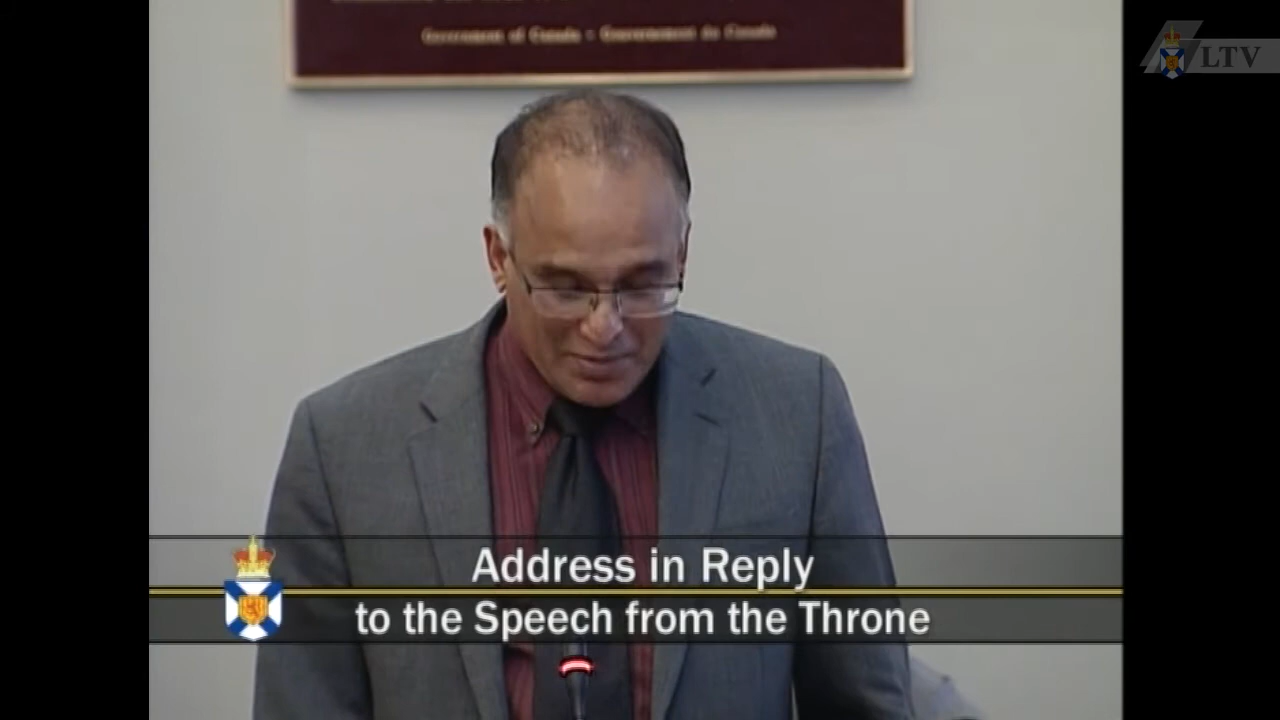 Government of Canada - Gouvernement du Canada
LTV
Address in Reply
to the Speech from the Throne